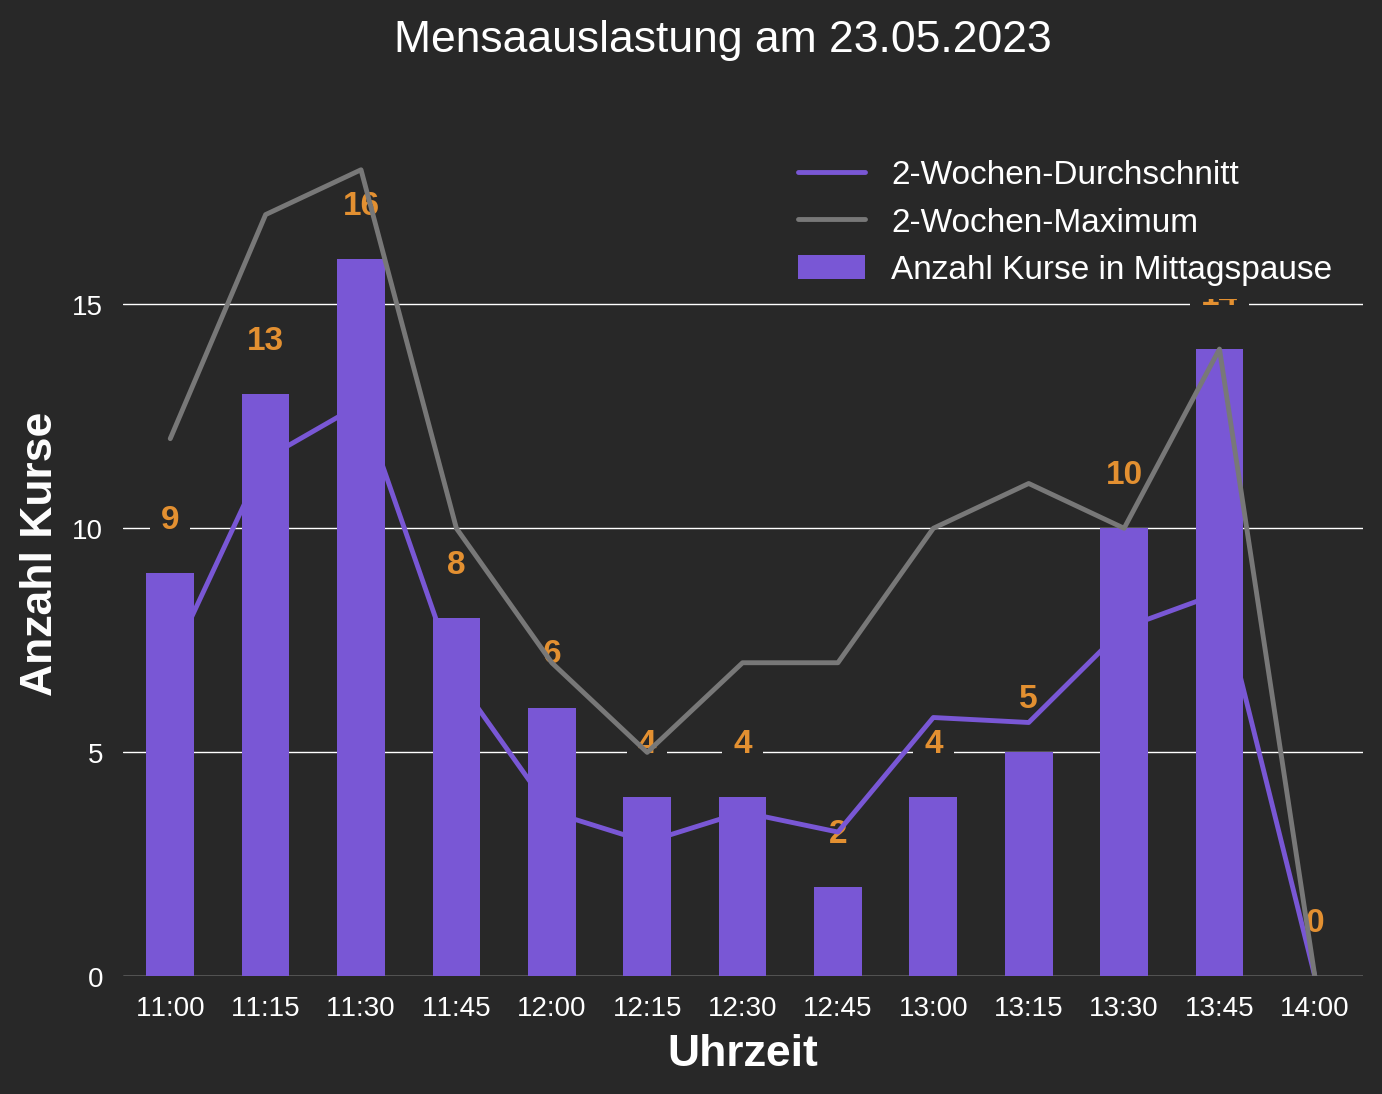 Mensaauslastung am 23.05.2023
2-Wochen-Durchschnitt
2-Wochen-Maximum
Anzahl Kurse in Mittagspause
Anzahl Kurse
15
10
5
0
9
13
16
8
6
4
4
2
4
5
10
14
0
11:00 11:15 11:30 11:45 12:00 12:15 12:30 12:45 13:00 13:15 13:30 13:45 14:00
Uhrzeit